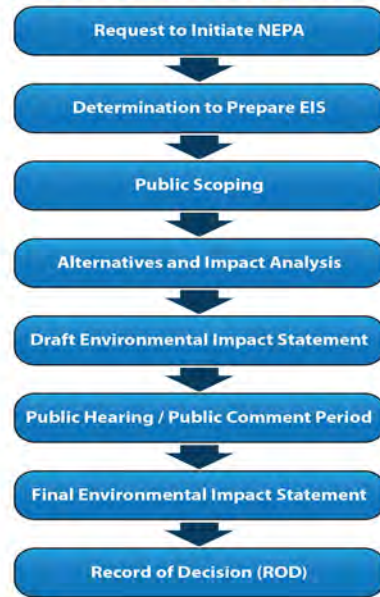 Request to Initiate NEPA
Determination to Prepare EIS
Public Scoping
Alternatives and Impact Analysis
Draft Environmental Impact Statement
Public Hearing / Public Comment Period
Final Environmental Impact Statement
Record of Decision (ROD)